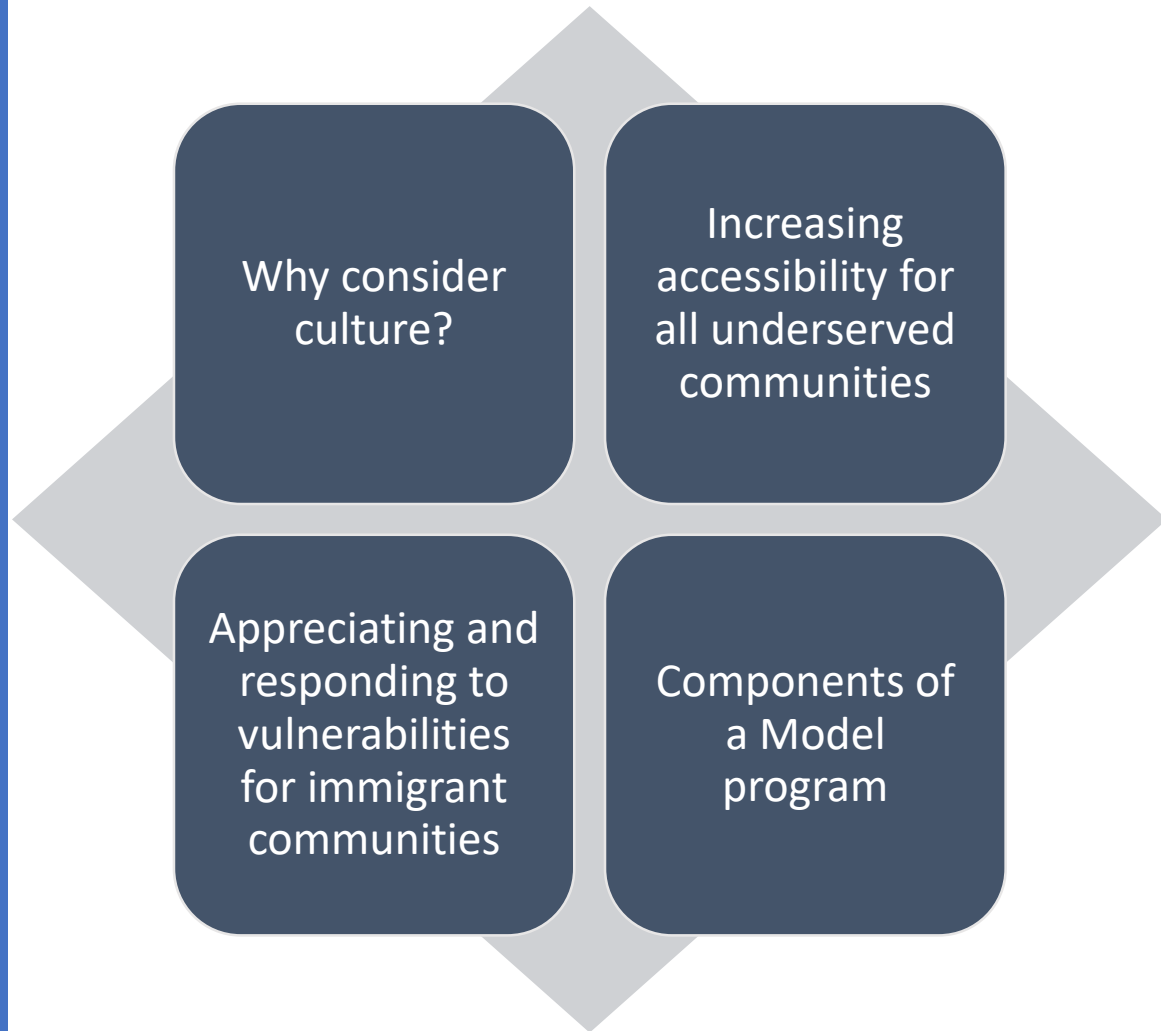 Why consider
culture?
Increasing
accessibility for
all underserved
communities
Appreciating and
responding to
vulnerabilities
for immigrant
communities
Components of
a Model
program